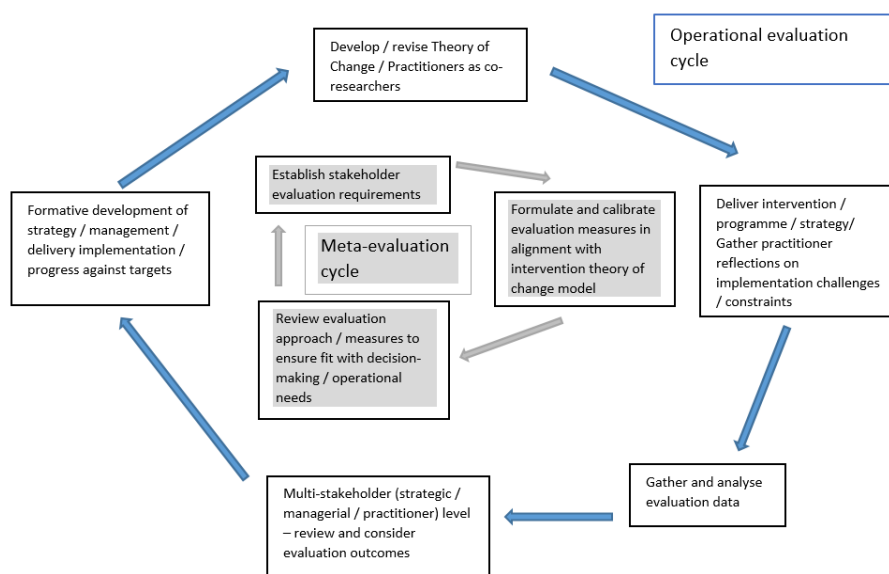 Develop / revise Theory of
Change / Practitioners as co-
researchers
Operational evaluation
cycle
Establish stakeholder
evaluation requirements
Formative development of
strategy / management /
delivery implementation /
progress against targets
Meta-evaluation
cycle
Formulate and calibrate
evaluation measures in
alignment with
intervention theory of
change model
Deliver intervention /
programme / strategy/
Gather practitioner
reflections on
implementation challenges
/ constraints
Review evaluation
approach / measures to
ensure fit with decision-
making / operational
needs
Gather and analyse
evaluation data
Multi-stakeholder (strategic /
managerial / practitioner) level
– review and consider
evaluation outcomes